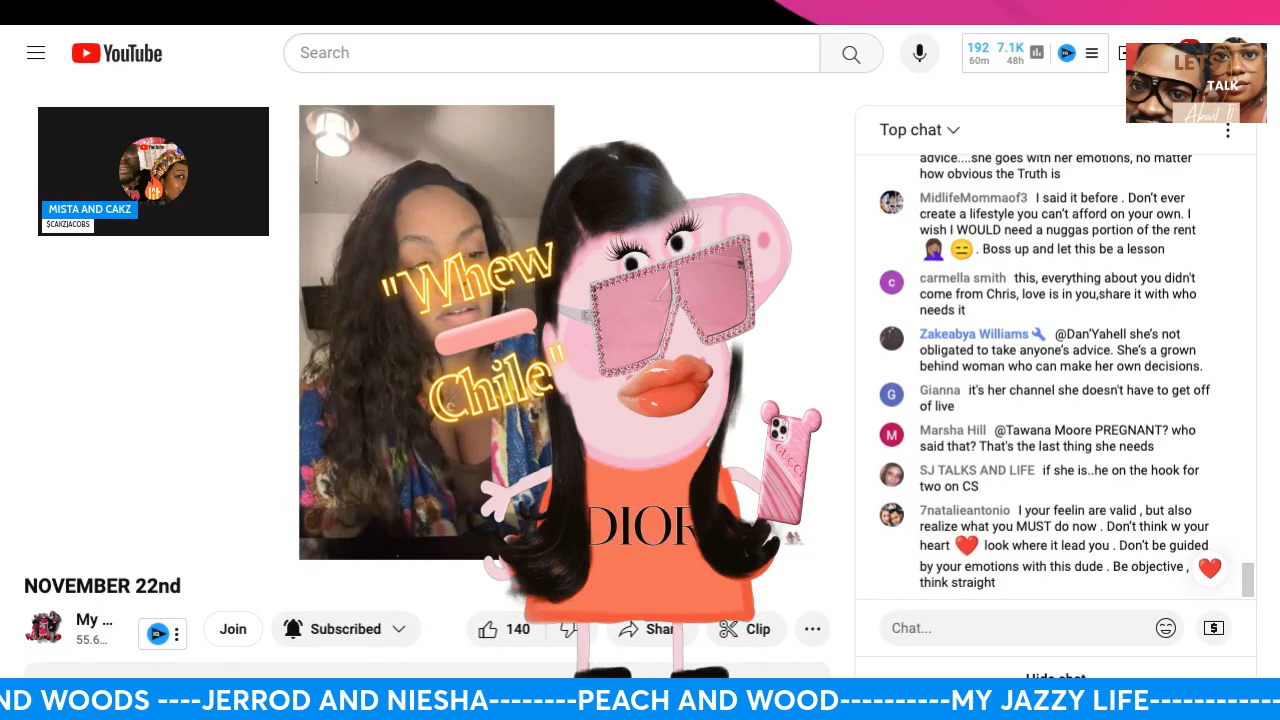 YouTube
Search
192 7.1K
60m 48h
LETS
TALK
About It
MISTA AND CAKZ
$CAKZJACOBS
"Whew
Chile"
DIOR
GUCCI
NOVEMBER 22nd
My ...
55.6...
Join
Subscribed
140
Shar
Clip
Top chat
advice....she goes with her emotions, no matter
how obvious the Truth is
MidlifeMommaof3 I said it before . Don't ever
create a lifestyle you can't afford on your own. I
wish I WOULD need a nuggas portion of the rent
🤦🏽‍♀️ 😑 . Boss up and let this be a lesson
c
carmella smith this, everything about you didn't
come from Chris, love is in you,share it with who
needs it
Zakeabya Williams 🔧 @Dan'Yahell she's not
obligated to take anyone's advice. She's a grown
behind woman who can make her own decisions.
G
Gianna it's her channel she doesn't have to get off
of live
M
Marsha Hill @Tawana Moore PREGNANT? who
said that? That's the last thing she needs
SJ TALKS AND LIFE if she is..he on the hook for
two on CS
7natalieantonio I your feelin are valid , but also
realize what you MUST do now . Don't think w your
heart ❤️ look where it lead you . Don't be guided
by your emotions with this dude . Be objective ,
think straight
Chat...
Hide chat
ND WOODS ----JERROD AND NIESHA--------PEACH AND WOOD----------MY JAZZY LIFE------------